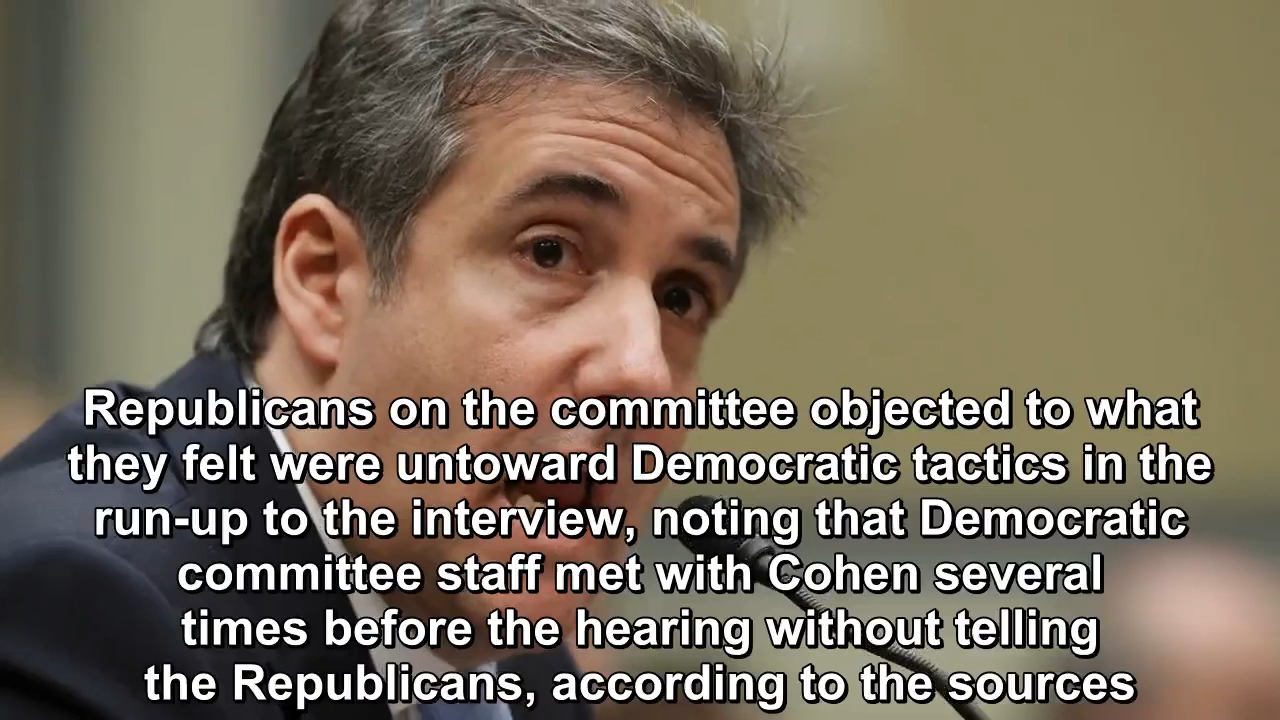 Republicans on the committee objected to what
they felt were untoward Democratic tactics in the
run-up to the interview, noting that Democratic
committee staff met with Cohen several
times before the hearing without telling
the Republicans, according to the sources